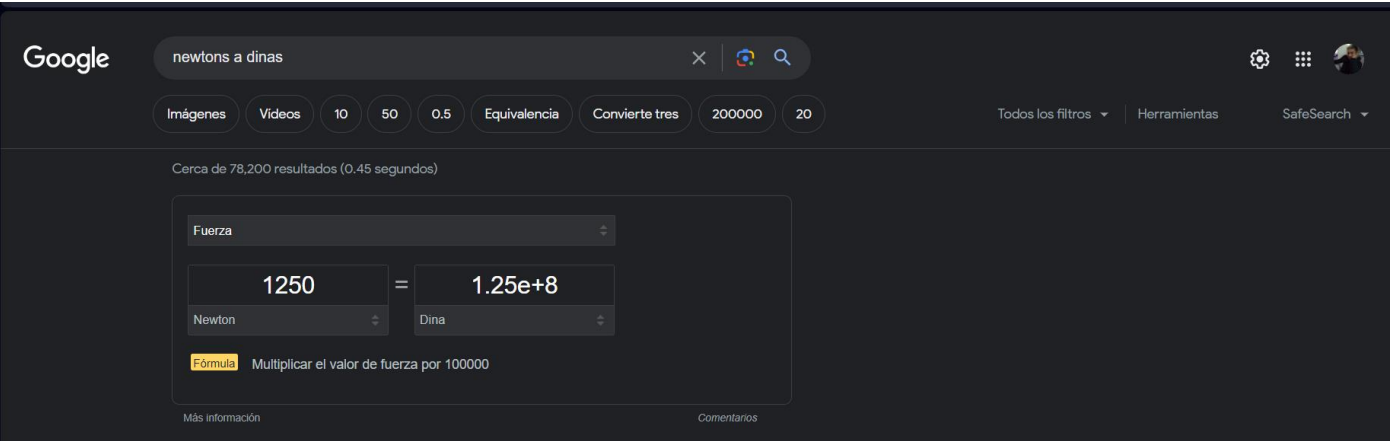 Google newtons a dinas
Imágenes Vídeos 10 50 0.5 Equivalencia Convierte tres 200000 20 Todos los filtros Herramientas SafeSearch
Cerca de 78,200 resultados (0.45 segundos)
Fuerza
1250 = 1.25e+8
Newton Dina
Fórmula Multiplicar el valor de fuerza por 100000
Más información Comentarios